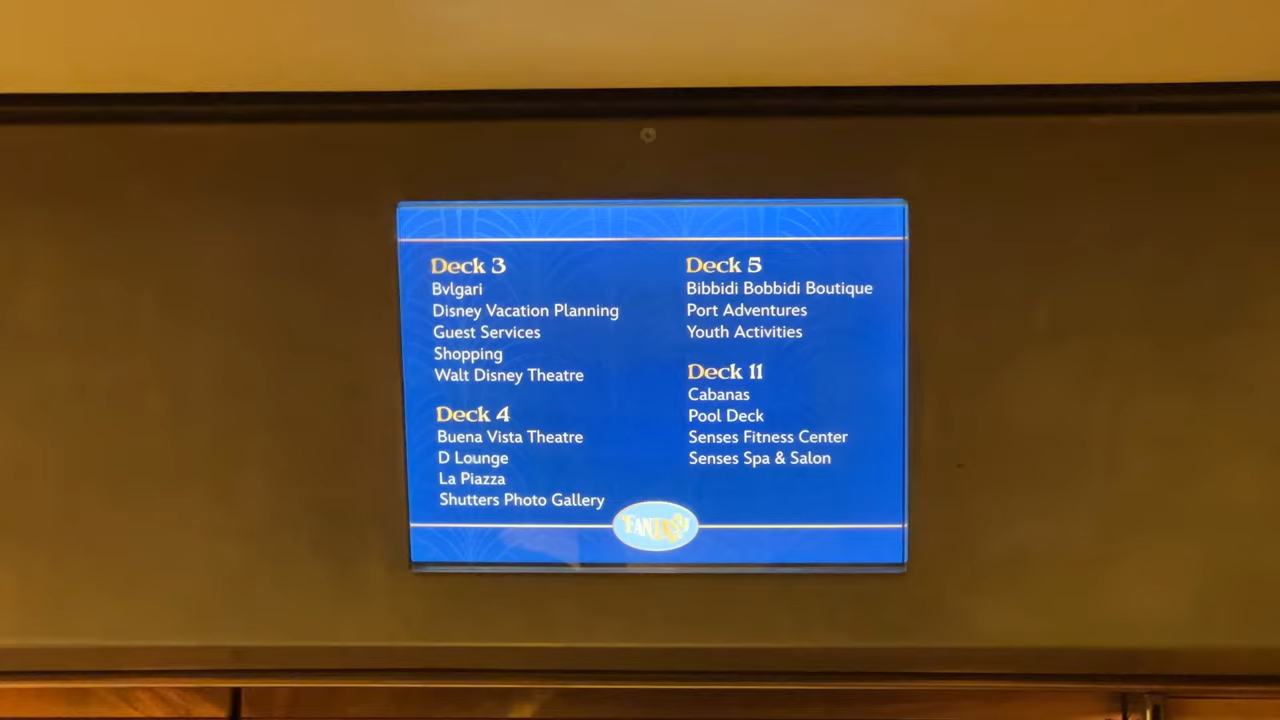 Deck 3
Bvlgari
Disney Vacation Planning
Guest Services
Shopping
Walt Disney Theatre
Deck 4
Buena Vista Theatre
D Lounge
La Piazza
Shutters Photo Gallery
Deck 5
Bibbidi Bobbidi Boutique
Port Adventures
Youth Activities
Deck 11
Cabanas
Pool Deck
Senses Fitness Center
Senses Spa & Salon
FANTASY